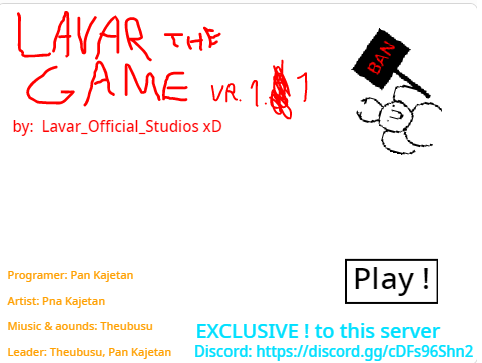 LAVAR THE
GAME VR. 1. 1
BAN
by: Lavar_Official_Studios xD
Play !
Programer: Pan Kajetan
Artist: Pna Kajetan
Miusic & aounds: Theubusu
Leader: Theubusu, Pan Kajetan
EXCLUSIVE ! to this server
Discord: https://discord.gg/cDFs96Shn2